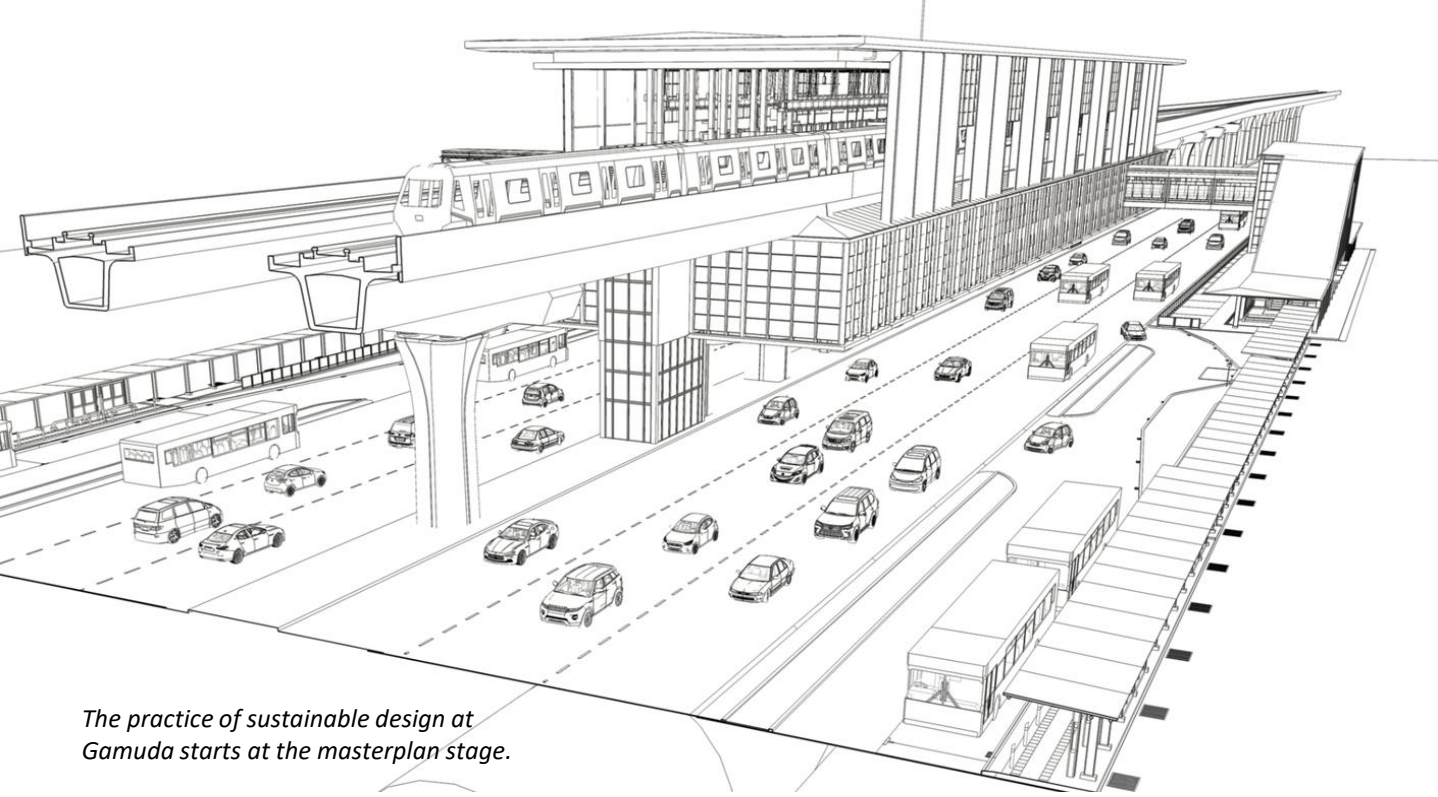 The practice of sustainable design at
Gamuda starts at the masterplan stage.